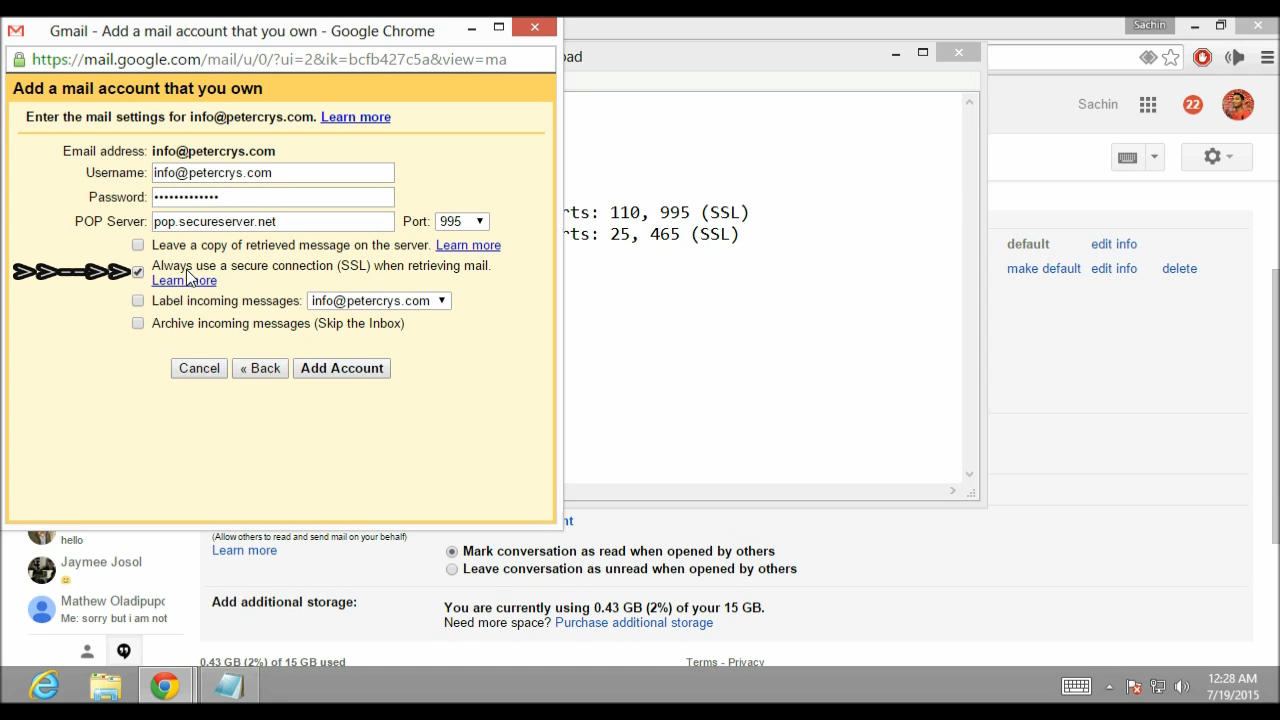 Gmail - Add a mail account that you own - Google Chrome
Sachin
https://mail.google.com/mail/u/0/?ui=2&ik=bcfb427c5a&view=ma
pad
Add a mail account that you own
Enter the mail settings for info@petercrys.com. Learn more
Sachin
22
Email address: info@petercrys.com
Username: info@petercrys.com
Password: •••••••••••••
POP Server: pop.secureserver.net Port: 995
rts: 110, 995 (SSL)
rts: 25, 465 (SSL)
Leave a copy of retrieved message on the server. Learn more
default edit info
Always use a secure connection (SSL) when retrieving mail.
Learn more
make default edit info delete
Label incoming messages: info@petercrys.com
Archive incoming messages (Skip the Inbox)
Cancel « Back Add Account
nt
hello
(Allow others to read and send mail on your behalf)
Learn more
Mark conversation as read when opened by others
Jaymee Josol
Leave conversation as unread when opened by others
Mathew Oladipupo
Me: sorry but i am not
Add additional storage:
You are currently using 0.43 GB (2%) of your 15 GB.
Need more space? Purchase additional storage
0.43 GB (2%) of 15 GB used
Terms - Privacy
12:28 AM
7/19/2015